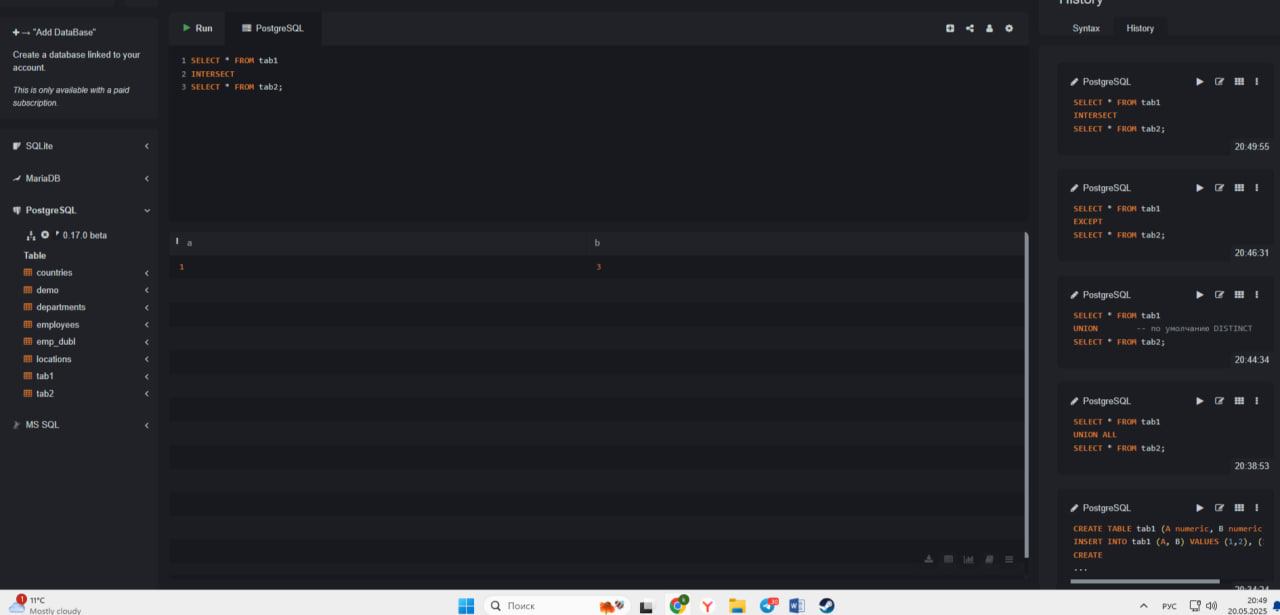 "Add DataBase"
Create a database linked to your
account.
This is only available with a paid
subscription.
SQLite
MariaDB
PostgreSQL
0.17.0 beta
Table
countries
demo
departments
employees
emp_dubl
locations
tab1
tab2
MS SQL
Run
PostgreSQL
1 SELECT * FROM tab1
2 INTERSECT
3 SELECT * FROM tab2;
! a b
1 3
History
Syntax History
PostgreSQL
SELECT * FROM tab1
INTERSECT
SELECT * FROM tab2;
20:49:55
PostgreSQL
SELECT * FROM tab1
EXCEPT
SELECT * FROM tab2;
20:46:31
PostgreSQL
SELECT * FROM tab1
UNION -- по умолчанию DISTINCT
SELECT * FROM tab2;
20:44:34
PostgreSQL
SELECT * FROM tab1
UNION ALL
SELECT * FROM tab2;
20:38:53
PostgreSQL
CREATE TABLE tab1 (A numeric, B numeric
INSERT INTO tab1 (A, B) VALUES (1,2), (
CREATE
...
1
11°C
Mostly cloudy
Поиск
30
РУС
20:49
20.05.2025